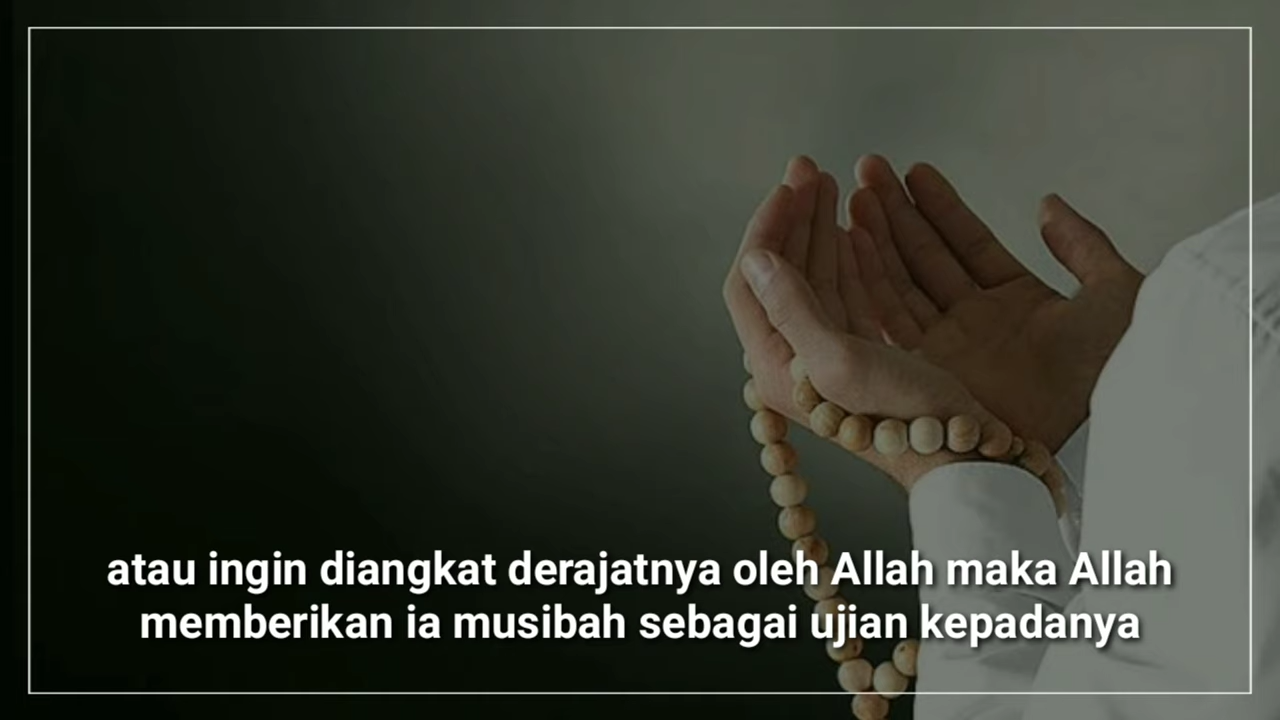 atau ingin diangkat derajatnya oleh Allah maka Allah
memberikan ia musibah sebagai ujian kepadanya